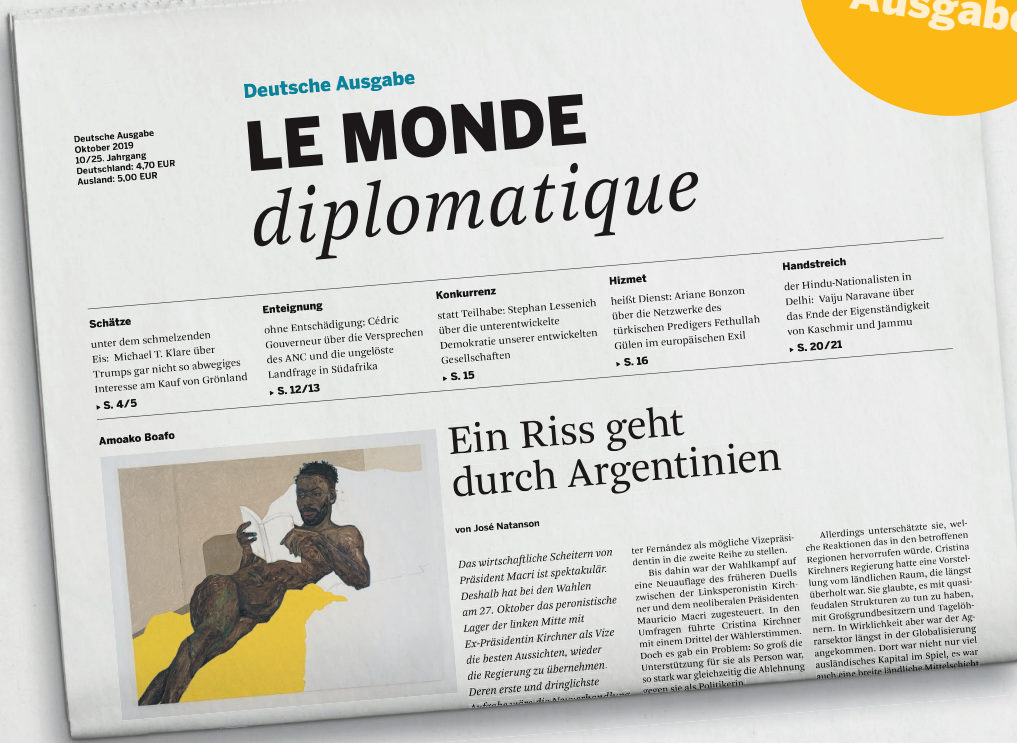 Ausgabe
Deutsche Ausgabe
LE MONDE
diplomatique
Deutsche Ausgabe
Oktober 2019
10/25. Jahrgang
Deutschland: 4,70 EUR
Ausland: 5,00 EUR
Schätze
unter dem schmelzenden
Eis: Michael T. Klare über
Trumps gar nicht so abwegiges
Interesse am Kauf von Grönland
▸ S. 4/5
Enteignung
ohne Entschädigung: Cédric
Gouverneur über die Versprechen
des ANC und die ungelöste
Landfrage in Südafrika
▸ S. 12/13
Konkurrenz
statt Teilhabe: Stephan Lessenich
über die unterentwickelte
Demokratie unserer entwickelten
Gesellschaften
▸ S. 15
Hizmet
heißt Dienst: Ariane Bonzon
über die Netzwerke des
türkischen Predigers Fethullah
Gülen im europäischen Exil
▸ S. 16
Handstreich
der Hindu-Nationalisten in
Delhi: Vaiju Naravane über
das Ende der Eigenständigkeit
von Kaschmir und Jammu
▸ S. 20/21
Amoako Boafo
Ein Riss geht
durch Argentinien
von José Natanson
Das wirtschaftliche Scheitern von
Präsident Macri ist spektakulär.
Deshalb hat bei den Wahlen
am 27. Oktober das peronistische
Lager der linken Mitte mit
Ex-Präsidentin Kirchner als Vize
die besten Aussichten, wieder
die Regierung zu übernehmen.
Deren erste und dringlichste
Aufgabe wäre die Neuverhandlung
ter Fernández als mögliche Vizepräsi-
dentin in die zweite Reihe zu stellen.
Bis dahin war der Wahlkampf auf
eine Neuauflage des früheren Duells
zwischen der Linksperonistin Kirch-
ner und dem neoliberalen Präsidenten
Mauricio Macri zugesteuert. In den
Umfragen führte Cristina Kirchner
mit einem Drittel der Wählerstimmen.
Doch es gab ein Problem: So groß die
Unterstützung für sie als Person war,
so stark war gleichzeitig die Ablehnung
gegen sie als Politikerin.
Allerdings unterschätzte sie, wel-
che Reaktionen das in den betroffenen
Regionen hervorrufen würde. Cristina
Kirchners Regierung hatte eine Vorstel-
lung vom ländlichen Raum, die längst
überholt war. Sie glaubte, es mit quasi-
feudalen Strukturen zu tun zu haben,
mit Großgrundbesitzern und Tagelöh-
nern. In Wirklichkeit aber war der Ag-
rarsektor längst in der Globalisierung
angekommen. Dort war nicht nur viel
ausländisches Kapital im Spiel, es war
auch eine breite ländliche Mittelschicht